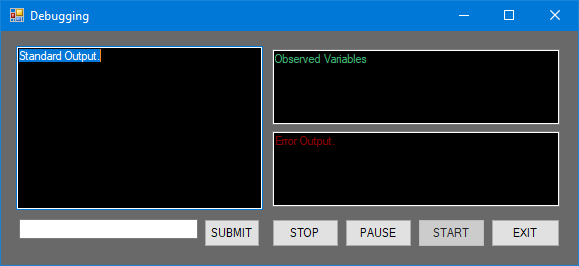 Debugging
Standard Output.
Observed Variables
Error Output.
SUBMIT
STOP
PAUSE
START
EXIT